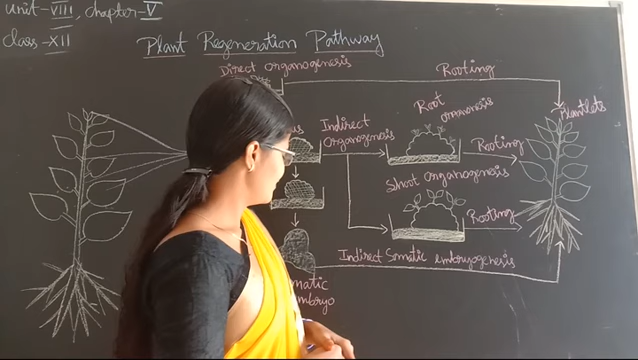 Unit-VIII, chapter-V
Class-XII
Plant Regeneration Pathway
Direct organogenesis
Rooting
Root
Plantlets
Indirect
Organogenesis
Rooting
Shoot Organogenesis
Rooting
Indirect Somatic embryogenesis